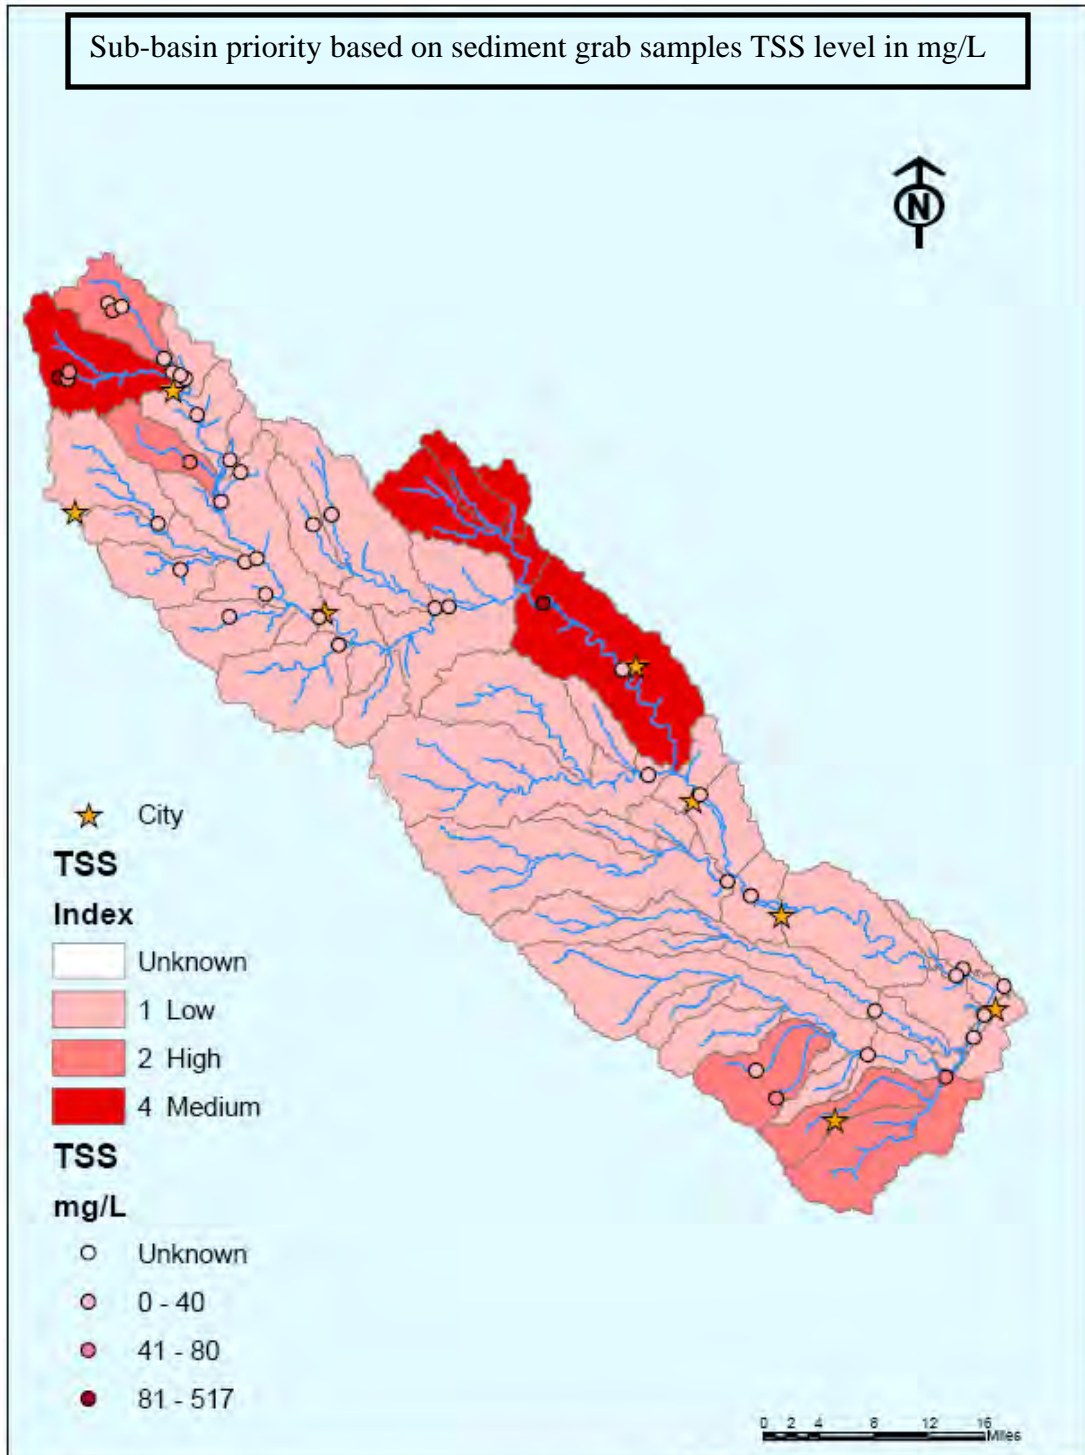 Sub-basin priority based on sediment grab samples TSS level in mg/L
N
City
TSS
Index
Unknown
1 Low
2 High
4 Medium
TSS
mg/L
Unknown
0 - 40
41 - 80
81 - 517
0 2 4 8 12 16
Miles